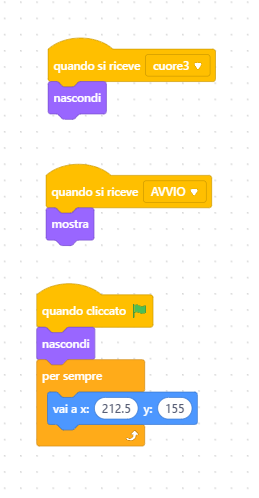 quando si riceve cuore3
nascondi
quando si riceve AVVIO
mostra
quando cliccato
nascondi
per sempre
vai a x: 212.5 y: 155